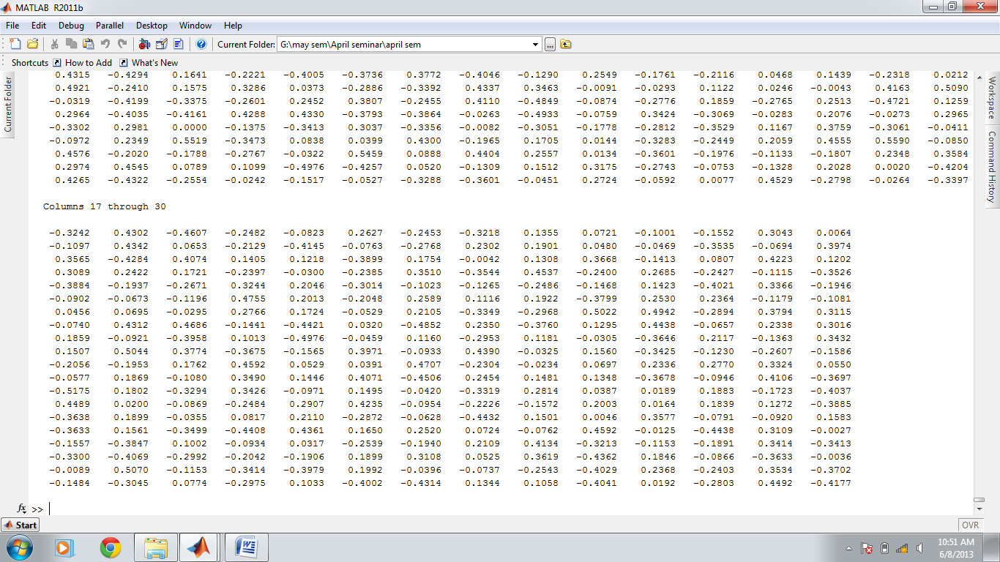 MATLAB R2011b
File Edit Debug Parallel Desktop Window Help
Current Folder: G:\may sem\April seminar\april sem ...
Shortcuts How to Add What's New
Current Folder
Workspace
Command History
0.4315 -0.4294 0.1641 -0.2221 -0.4005 -0.3736 0.3772 -0.4046 -0.1290 0.2549 -0.1761 -0.2116 0.0468 0.1439 -0.2318 0.0212
0.4921 -0.2410 0.1575 0.3286 0.0373 -0.2886 -0.3392 0.4337 0.3463 -0.0091 -0.0293 0.1122 0.0246 -0.0043 0.4163 0.5090
-0.0319 -0.4199 -0.3375 -0.2601 0.2452 0.3807 -0.2455 0.4110 -0.4849 -0.0874 -0.2776 0.1859 -0.2765 0.2513 -0.4721 0.1259
0.2964 -0.4035 -0.4161 0.4288 0.4330 -0.3793 -0.3864 -0.0263 -0.4933 -0.0759 0.3424 -0.3069 -0.0283 0.2076 -0.0273 0.2965
-0.3302 0.2981 0.0000 -0.1375 -0.3413 0.3037 -0.3356 -0.0082 -0.3051 -0.1778 -0.2812 -0.3529 0.1167 0.3759 -0.3061 -0.0411
-0.0972 0.2349 0.5519 -0.3473 0.0838 0.0399 0.4300 -0.1965 0.1705 0.0144 -0.3283 -0.2449 0.2059 0.4555 0.5590 -0.0850
0.4576 -0.2020 -0.1788 -0.2767 -0.0322 0.5459 0.0888 0.4404 0.2557 0.0134 -0.3601 -0.1976 -0.1133 -0.1807 0.2348 0.3584
0.2974 0.4545 0.0789 0.1099 -0.4976 -0.4257 0.0520 -0.1309 0.1512 0.3175 -0.2743 -0.0753 -0.1328 0.2028 0.0020 -0.4204
0.4265 -0.4322 -0.2554 -0.0242 -0.1517 -0.0527 -0.3288 -0.3601 -0.0451 0.2724 -0.0592 0.0077 0.4529 -0.2798 -0.0264 -0.3397
Columns 17 through 30
-0.3242 0.4302 -0.4607 -0.2482 -0.0823 0.2627 -0.2453 -0.3218 0.1355 0.0721 -0.1001 -0.1552 0.3043 0.0064
-0.1097 0.4342 0.0653 -0.2129 -0.4145 -0.0763 -0.2768 0.2302 0.1901 0.0480 -0.0469 -0.3535 -0.0694 0.3974
0.3565 -0.4284 0.4074 0.1405 0.1218 -0.3899 0.1754 -0.0042 0.1308 0.3668 -0.1413 0.0807 0.4223 0.1202
0.3089 0.2422 0.1721 -0.2397 -0.0300 -0.2385 0.3510 -0.3544 0.4537 -0.2400 0.2685 -0.2427 -0.1115 -0.3526
-0.3884 -0.1937 -0.2671 0.3244 0.2046 -0.3014 -0.1023 -0.1265 -0.2486 -0.1468 0.1423 -0.4021 0.3366 -0.1946
-0.0902 -0.0673 -0.1196 0.4755 0.2013 -0.2048 0.2589 0.1116 0.1922 -0.3799 0.2530 0.2364 -0.1179 -0.1081
0.0456 0.0695 -0.0295 0.2766 0.1724 -0.0529 0.2105 -0.3349 -0.2968 0.5022 0.4942 -0.2894 0.3794 0.3115
-0.0740 0.4312 0.4686 -0.1441 -0.4421 0.0320 -0.4852 0.2350 -0.3760 0.1295 0.4438 -0.0657 0.2338 0.3016
0.1859 -0.0921 -0.3958 0.1013 -0.4976 -0.0459 0.1160 -0.2953 0.1181 -0.0305 -0.3646 0.2117 -0.1363 0.3432
0.1507 0.5044 0.3774 -0.3675 -0.1565 0.3971 -0.0933 0.4390 -0.0325 0.1560 -0.3425 -0.1230 -0.2607 -0.1586
-0.2056 -0.1953 0.1762 0.4592 0.0529 0.0391 0.4707 -0.2304 -0.0234 0.0697 0.2336 0.2770 0.3324 0.0550
-0.0577 0.1869 -0.1080 0.3490 0.1446 0.4071 -0.4506 0.2454 0.1481 0.1348 -0.3678 -0.0946 0.4106 -0.3697
-0.5175 0.1802 -0.3294 0.3426 -0.0971 0.1495 -0.0420 -0.3319 0.2814 0.0387 0.0189 0.1883 -0.1723 -0.4037
0.4489 0.0200 -0.0869 -0.2484 0.2907 0.4235 -0.0954 -0.2226 -0.1572 0.2003 0.0164 0.1839 0.1272 -0.3885
-0.3638 0.1899 -0.0355 0.0817 0.2110 -0.2872 -0.0628 -0.4432 0.1501 0.0046 0.3577 -0.0791 -0.0920 0.1583
-0.3633 0.1561 -0.3499 -0.4408 0.4361 0.1650 0.2520 0.0724 -0.0762 0.4592 -0.0125 -0.4438 0.3109 -0.0027
-0.1557 -0.3847 0.1002 -0.0934 0.0317 -0.2539 -0.1940 0.2109 0.4134 -0.3213 -0.1153 -0.1891 0.3414 -0.3413
-0.3300 -0.4069 -0.2992 -0.2042 -0.1906 0.1899 0.3108 0.0525 0.3619 -0.4362 0.1846 -0.0866 -0.3633 -0.0036
-0.0089 0.5070 -0.1153 -0.3414 -0.3979 0.1992 -0.0396 -0.0737 -0.2543 -0.4029 0.2368 -0.2403 0.3534 -0.3702
-0.1484 -0.3045 0.0774 -0.2975 0.1033 -0.4002 -0.4314 0.1344 0.1058 -0.4041 0.0192 -0.2803 0.4492 -0.4177
fx >>
Start OVR
10:51 AM
6/8/2013